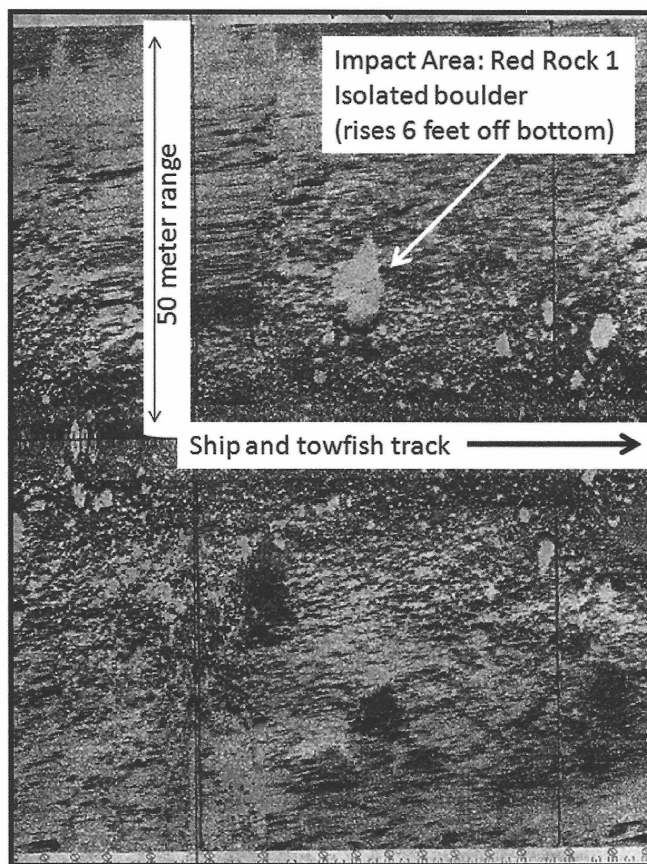 Impact Area: Red Rock 1
Isolated boulder
(rises 6 feet off bottom)
50 meter range
Ship and towfish track